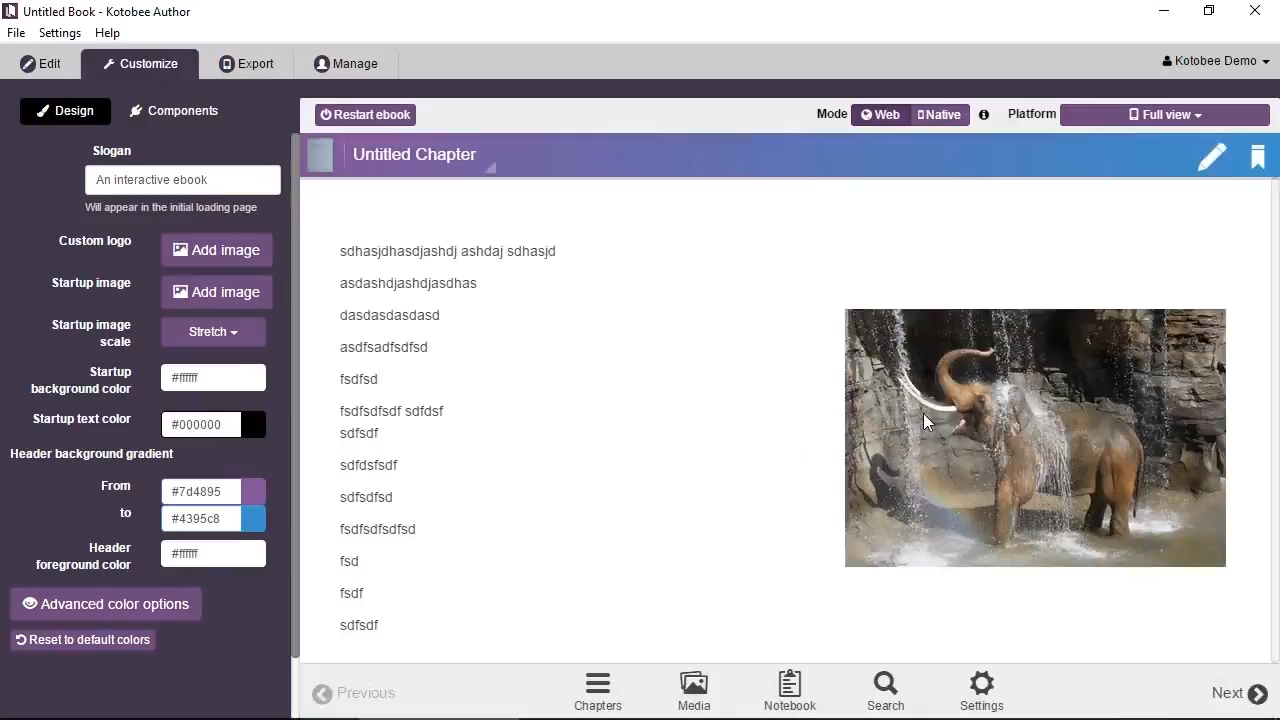 Untitled Book - Kotobee Author
File Settings Help
Edit Customize Export Manage Kotobee Demo
Design Components
Restart ebook Mode Web Native Platform Full view
Untitled Chapter
Slogan
An interactive ebook
Will appear in the initial loading page
Custom logo Add image
Startup image Add image
Startup image
scale
Stretch
Startup
background color
#ffffff
Startup text color #000000
Header background gradient
From #7d4895
to #4395c8
Header
foreground color
#ffffff
Advanced color options
Reset to default colors
sdhasjdhasdjashdj ashdaj sdhasjd
asdashdjashdjasdhas
dasdasdasdasd
asdfsadfsdfsd
fsdfsd
fsdfsdfsdf sdfdsf
sdfsdf
sdfdsfsdf
sdfsdfsd
fsdfsdfsdfsd
fsd
fsdf
sdfsdf
Previous Chapters Media Notebook Search Settings Next